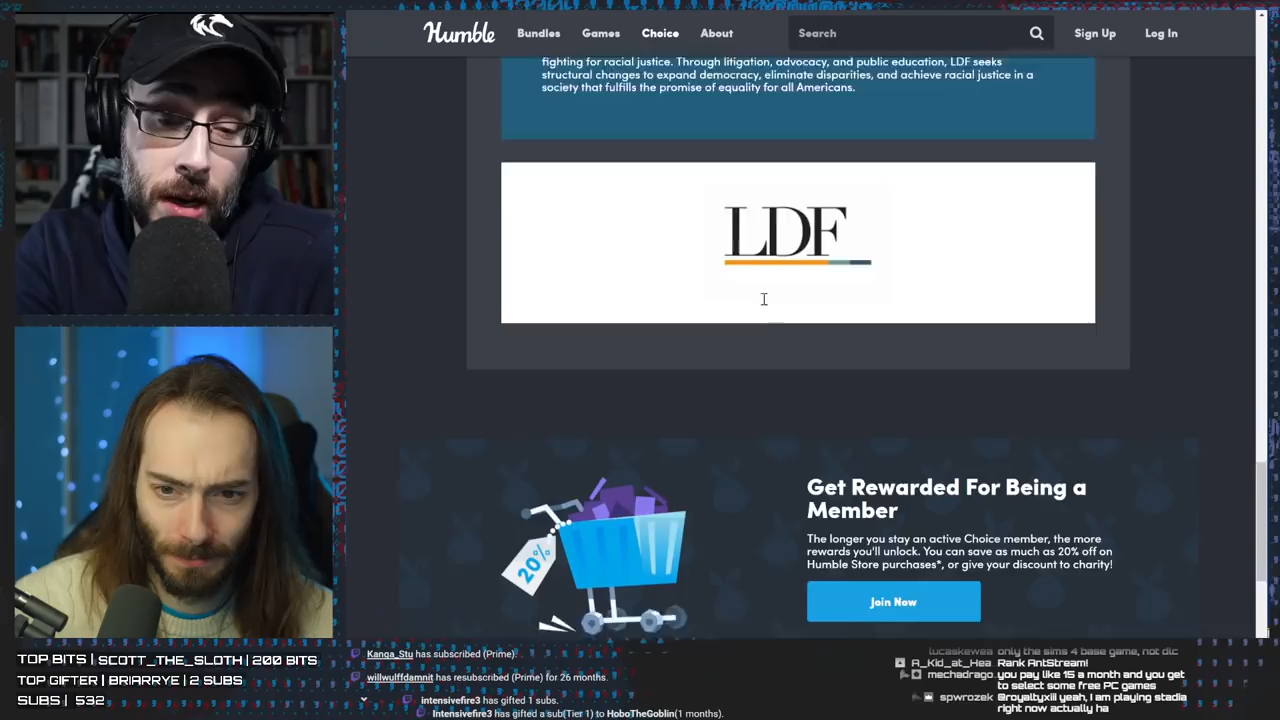 Humble
Bundles
Games
Choice
About
Search
Sign Up
Log In
fighting for racial justice. Through litigation, advocacy, and public education, LDF seeks
structural changes to expand democracy, eliminate disparities, and achieve racial justice in a
society that fulfills the promise of equality for all Americans.
LDF
20%
Get Rewarded For Being a
Member
The longer you stay an active Choice member, the more
rewards you'll unlock. You can save as much as 20% off on
Humble Store purchases*, or give your discount to charity!
Join Now
TOP BITS | SCOTT_THE_SLOTH | 200 BITS
TOP GIFTER | BRIARRYE | 2 SUBS
SUBS | 532
Kanga_Stu has subscribed (Prime).
willwulffdamnit has resubscribed (Prime) for 26 months.
intensivefire3 has gifted 1 subs.
Intensivefire3 has gifted a sub(Tier 1) to HoboTheGoblin(1 months).
lucaskewea only the sims 4 base game, not dlc
A_Kid_at_Hea Rank AntStream!
mechadrago you pay like 15 a month and you get
to select some free PC games
spwrozek @royaltyxiii yeah, I am playing stadia
right now actually ha